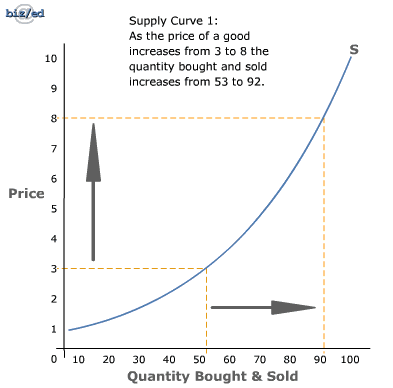 biz/ed
Supply Curve 1:
As the price of a good
increases from 3 to 8 the
quantity bought and sold
increases from 53 to 92.
S
10
9
8
7
6
Price
5
4
3
2
1
0 10 20 30 40 50 60 70 80 90 100
Quantity Bought & Sold